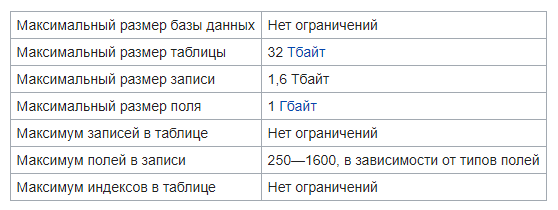 Максимальный размер базы данных Нет ограничений
Максимальный размер таблицы 32 Тбайт
Максимальный размер записи 1,6 Тбайт
Максимальный размер поля 1 Гбайт
Максимум записей в таблице Нет ограничений
Максимум полей в записи 250—1600, в зависимости от типов полей
Максимум индексов в таблице Нет ограничений